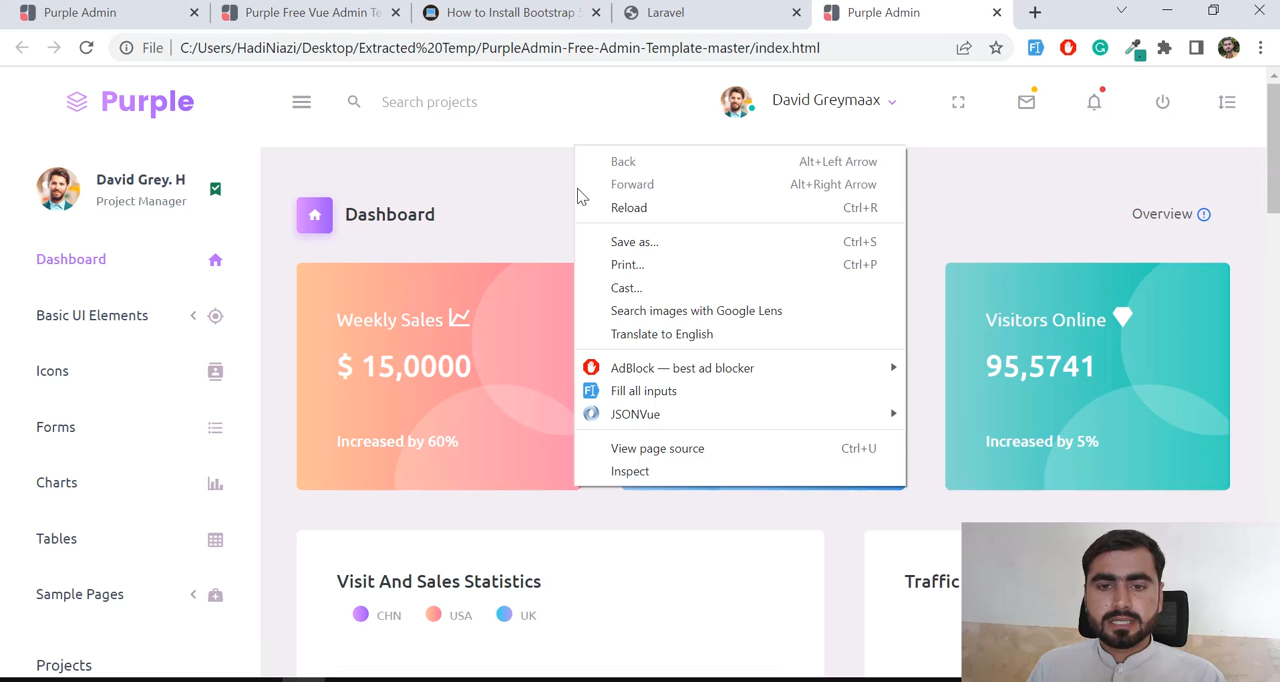 Purple Admin
Purple Free Vue Admin Te
How to Install Bootstrap 5
Laravel
Purple Admin
File
C:/Users/HadiNiazi/Desktop/Extracted%20Temp/PurpleAdmin-Free-Admin-Template-master/index.html
Purple
Search projects
David Greymaax
David Grey. H
Project Manager
Dashboard
Basic UI Elements
Icons
Forms
Charts
Tables
Sample Pages
Projects
Dashboard
Overview
Weekly Sales
$ 15,0000
Increased by 60%
Back Alt+Left Arrow
Forward Alt+Right Arrow
Reload Ctrl+R
Save as... Ctrl+S
Print... Ctrl+P
Cast...
Search images with Google Lens
Translate to English
AdBlock — best ad blocker
Fill all inputs
JSONVue
View page source Ctrl+U
Inspect
Visitors Online
95,5741
Increased by 5%
Visit And Sales Statistics
CHN USA UK
Traffic